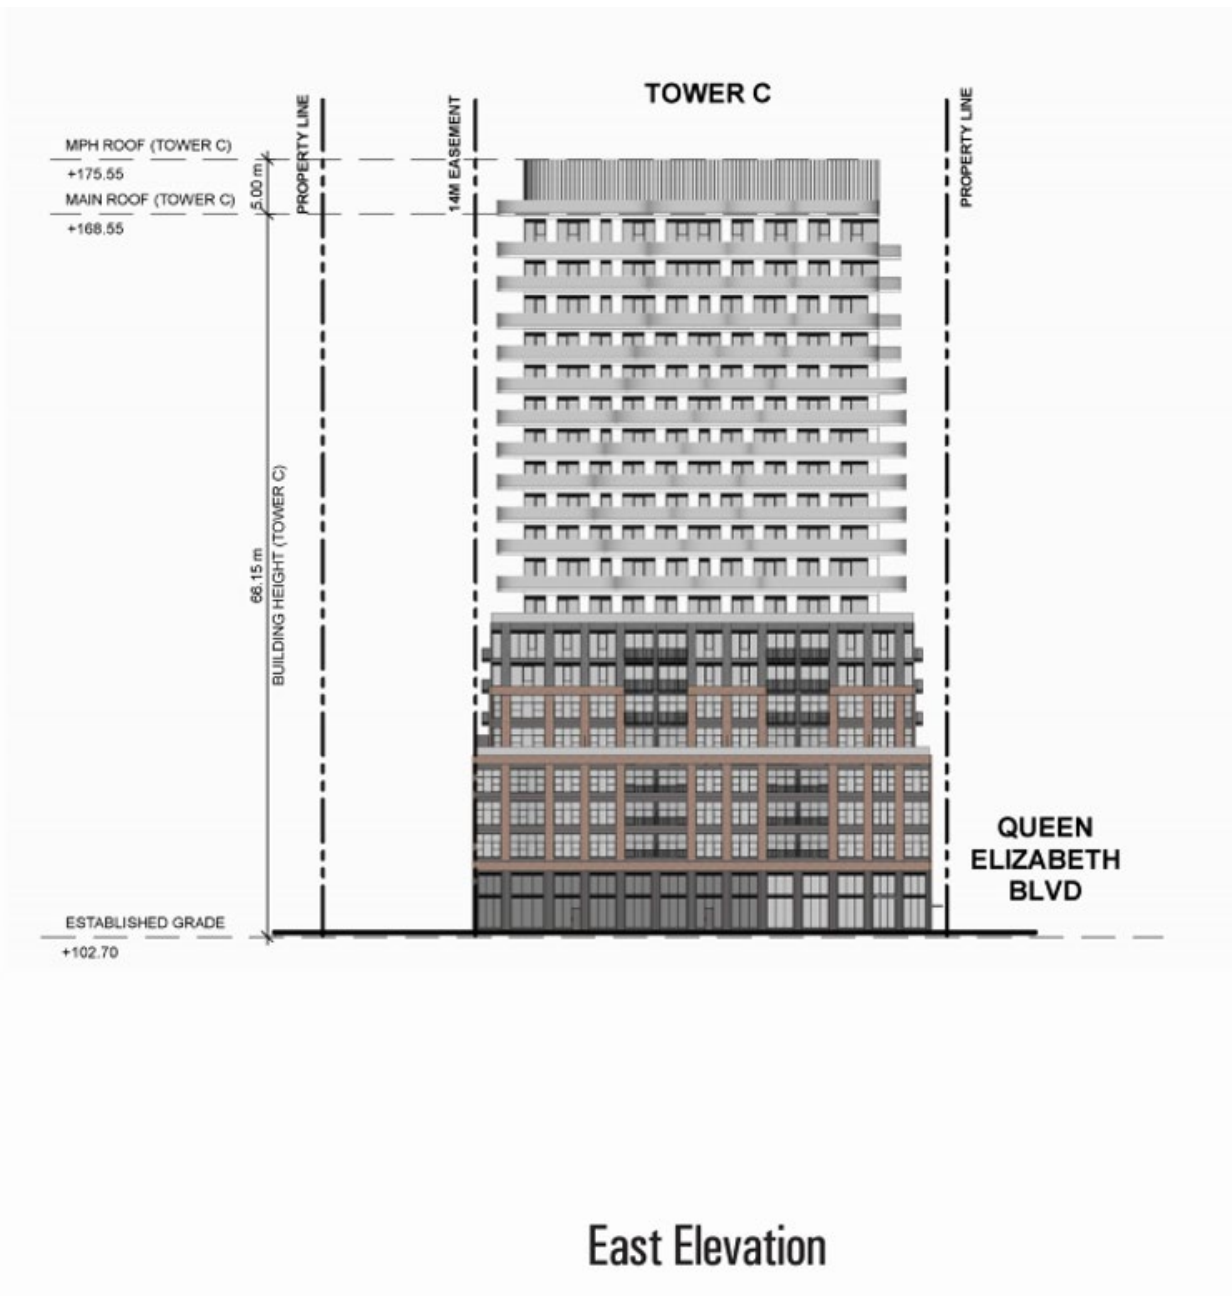 TOWER C
PROPERTY LINE
14M EASEMENT
PROPERTY LINE
MPH ROOF (TOWER C)
+175.55
5.00 m
MAIN ROOF (TOWER C)
+168.55
66.15 m
BUILDING HEIGHT (TOWER C)
QUEEN
ELIZABETH
BLVD
ESTABLISHED GRADE
+102.70
East Elevation